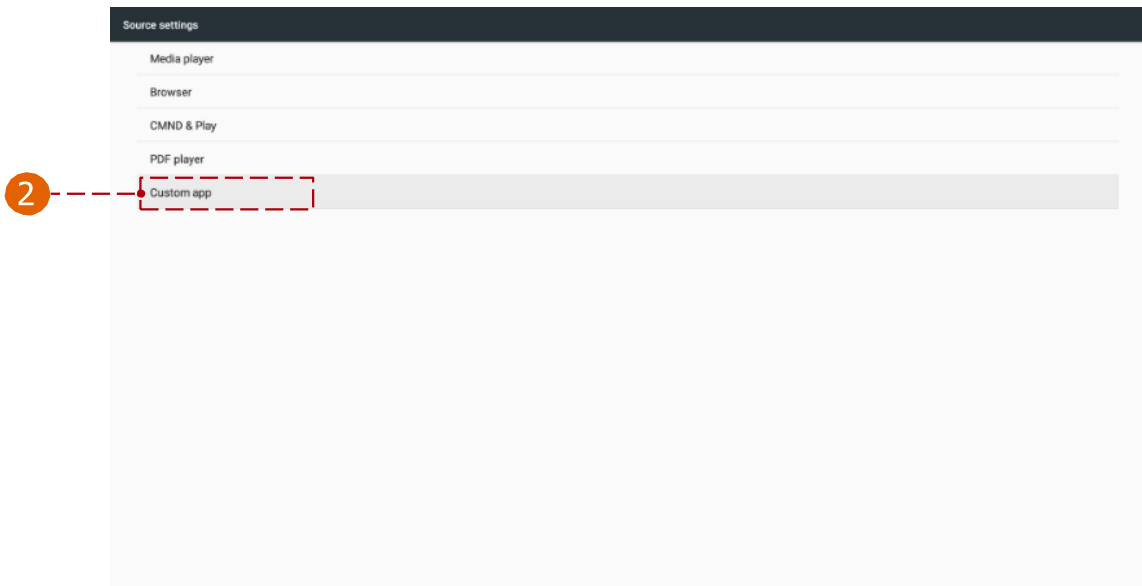 Source settings
Media player
Browser
CMND & Play
PDF player
2
Custom app